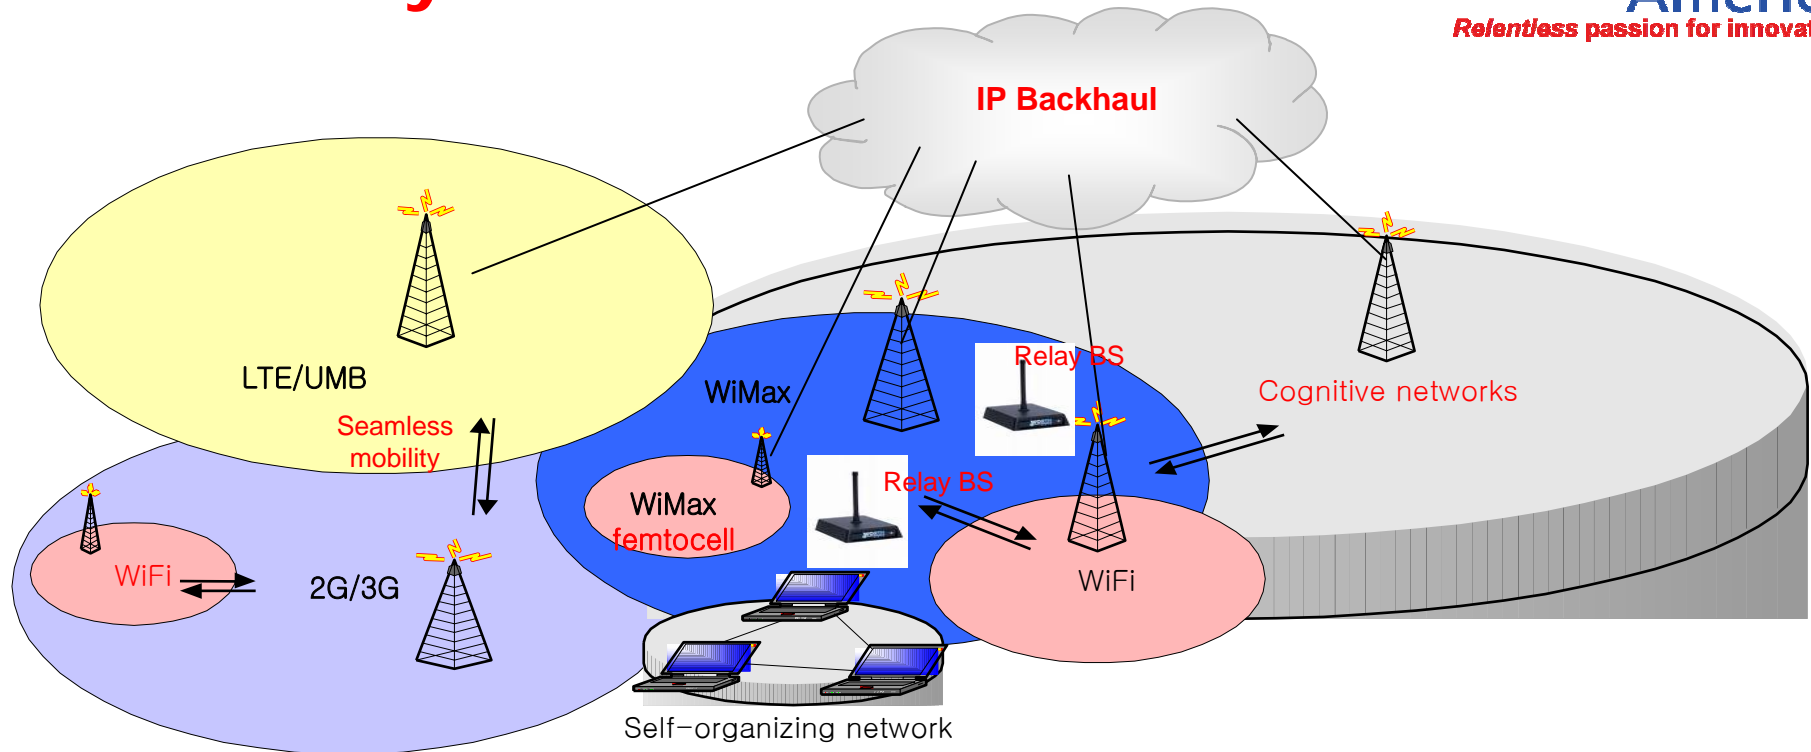 Relentless passion for innovat
IP Backhaul
LTE/UMB
Seamless
mobility
WiMax
Relay BS
Cognitive networks
WiMax
femtocell
Relay BS
WiFi
2G/3G
WiFi
Self-organizing network